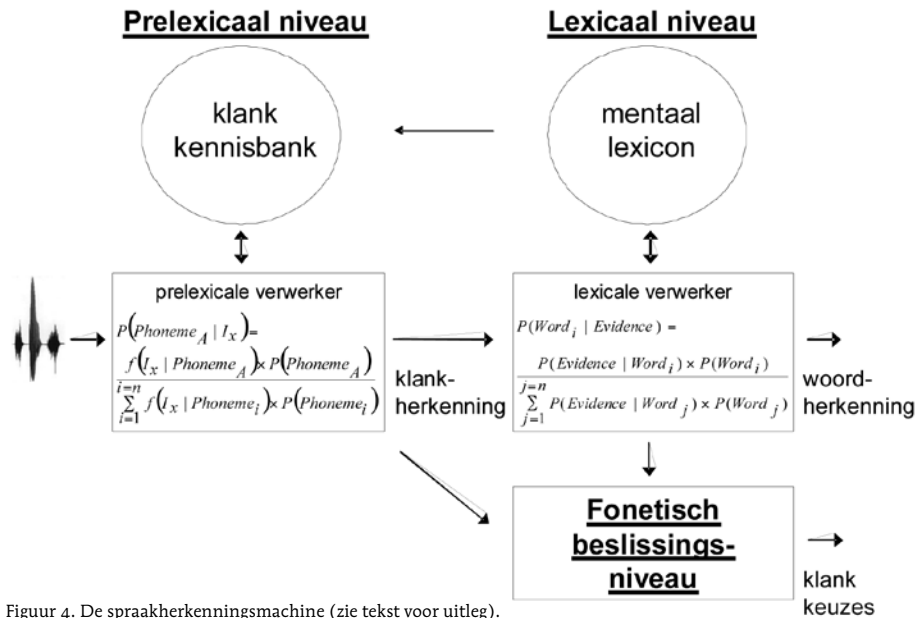 Prelexicaal niveau
Lexicaal niveau
klank
kennisbank
mentaal
lexicon
prelexicale verwerker
P(Phoneme_A | I_x)=
f(I_x | Phoneme_A)× P(Phoneme_A)
i=n
∑ f(I_x | Phoneme_i)× P(Phoneme_i)
i=1
klank-
herkenning
lexicale verwerker
P(Word_i | Evidence) =
P(Evidence | Word_i) × P(Word_i)
j=n
∑ P(Evidence | Word_j) × P(Word_j)
j=1
woord-
herkenning
Fonetisch
beslissings-
niveau
klank
keuzes
Figuur 4. De spraakherkenningsmachine (zie tekst voor uitleg).